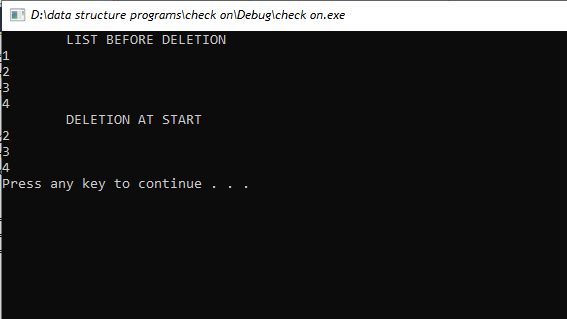 D:\data structure programs\check on\Debug\check on.exe
LIST BEFORE DELETION
1
2
3
4
DELETION AT START
2
3
4
Press any key to continue . . .